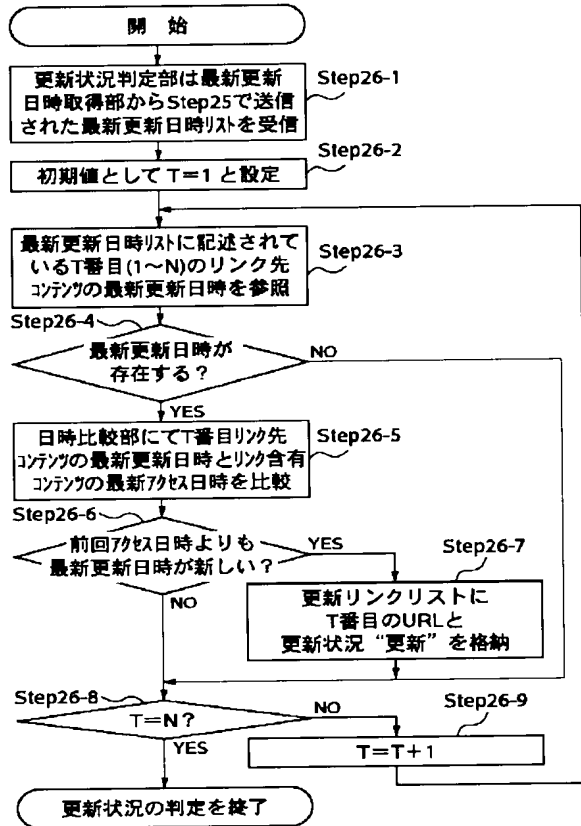 開 始
更新状況判定部は最新更新
日時取得部からStep25で送信
された最新更新日時リストを受信
Step26-1
初期値として T=1 と設定
Step26-2
最新更新日時リストに記述されて
いるT番目(1〜N)のリンク先
コンテンツの最新更新日時を参照
Step26-3
Step26-4
最新更新日時が
存在する?
NO
YES
日時比較部にてT番目リンク先
コンテンツの最新更新日時とリンク含有
コンテンツの最新アクセス日時を比較
Step26-5
Step26-6
前回アクセス日時よりも
最新更新日時が新しい?
YES
NO
Step26-7
更新リンクリストに
T番目のURLと
更新状況“更新”を格納
Step26-8
T=N?
NO
YES
Step26-9
T=T+1
更新状況の判定を終了